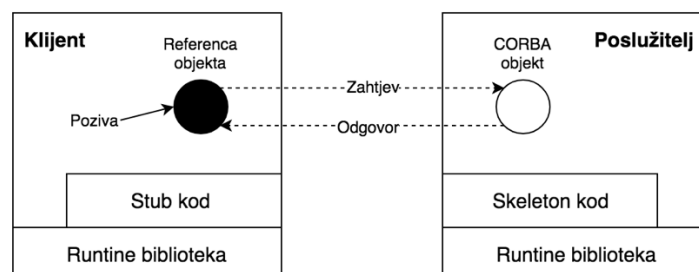 Klijent
Referenca
objekta
Poziva
Stub kod
Runtine biblioteka
Zahtjev
Odgovor
CORBA
objekt
Poslužitelj
Skeleton kod
Runtine biblioteka